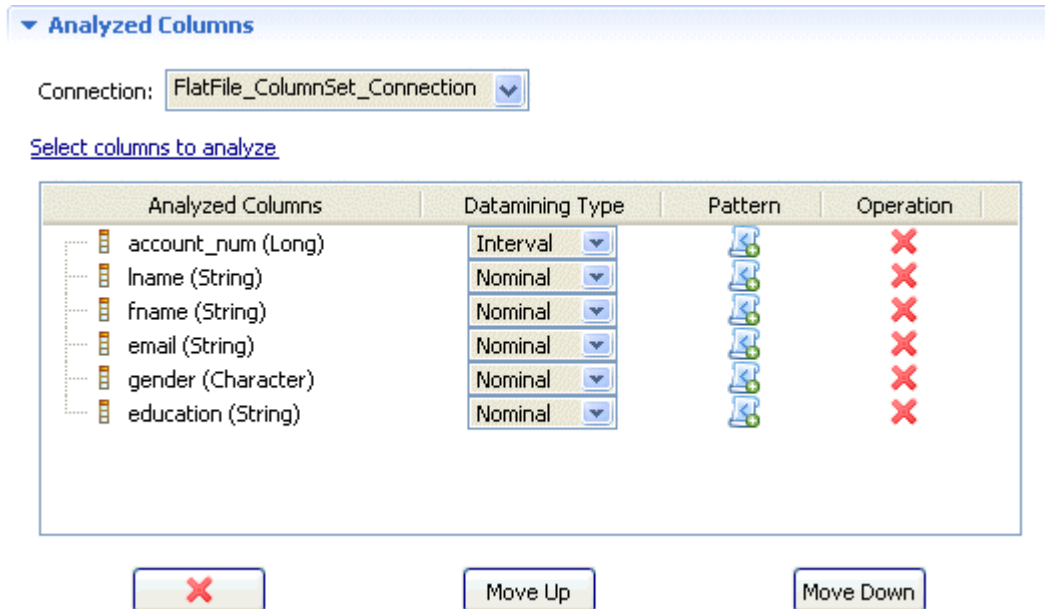 Analyzed Columns
Connection: FlatFile_ColumnSet_Connection
Select columns to analyze
Analyzed Columns Datamining Type Pattern Operation
account_num (Long) Interval
lname (String) Nominal
fname (String) Nominal
email (String) Nominal
gender (Character) Nominal
education (String) Nominal
Move Up Move Down